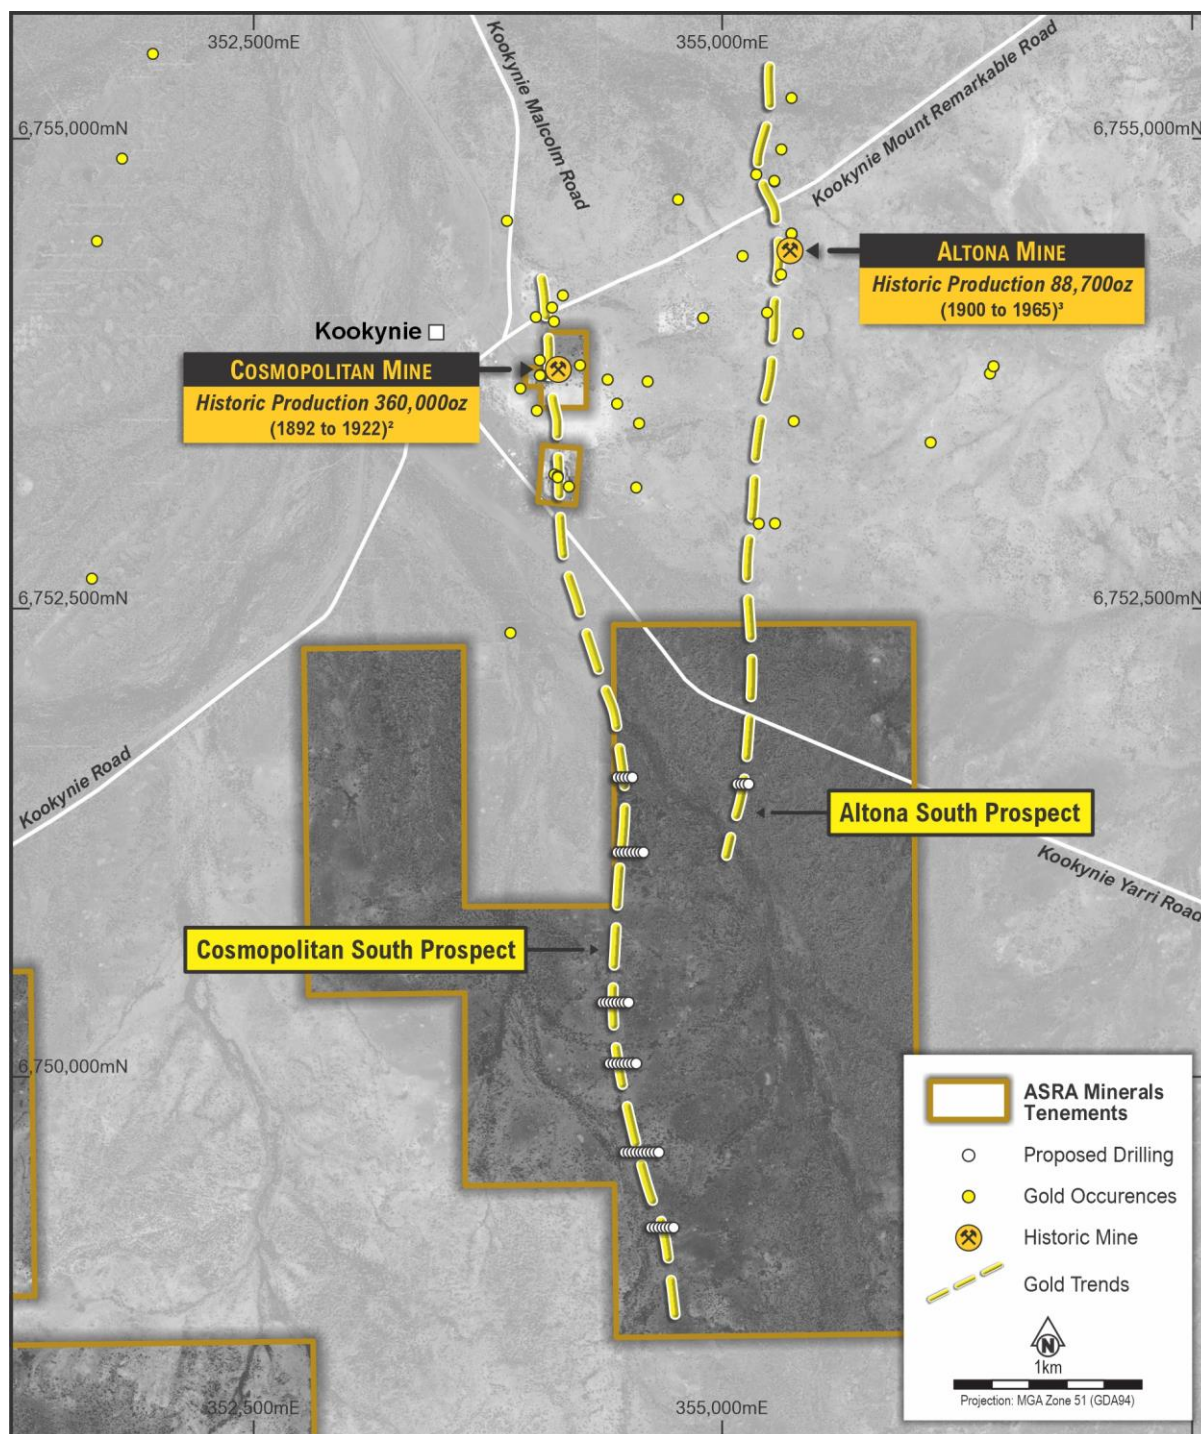 352,500mE
355,000mE
Kookynie Malcolm Road
Kookynie Mount Remarkable Road
6,755,000mN
6,755,000mN
ALTONA MINE
Historic Production 88,700oz
(1900 to 1965)³
Kookynie
COSMOPOLITAN MINE
Historic Production 360,000oz
(1892 to 1922)²
6,752,500mN
6,752,500mN
Kookynie Road
Altona South Prospect
Kookynie Yarri Road
Cosmopolitan South Prospect
6,750,000mN
ASRA Minerals
Tenements
Proposed Drilling
Gold Occurences
Historic Mine
Gold Trends
N
1km
Projection: MGA Zone 51 (GDA94)
352,500mE
355,000mE